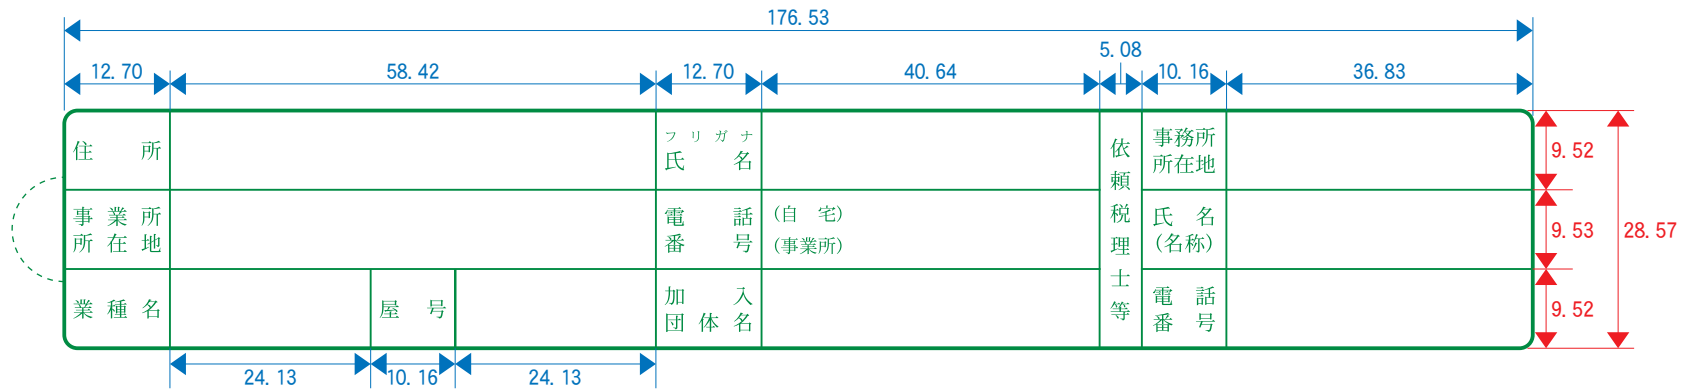 176.53
5.08
12.70 58.42 12.70 40.64 10.16 36.83
住所
フリガナ
氏名
依頼税理士等
事務所
所在地
9.52
事業所
所在地
電話
番号
(自宅)
(事業所)
氏名
(名称)
9.53
28.57
業種名
屋号
加入
団体名
電話
番号
9.52
24.13 10.16 24.13